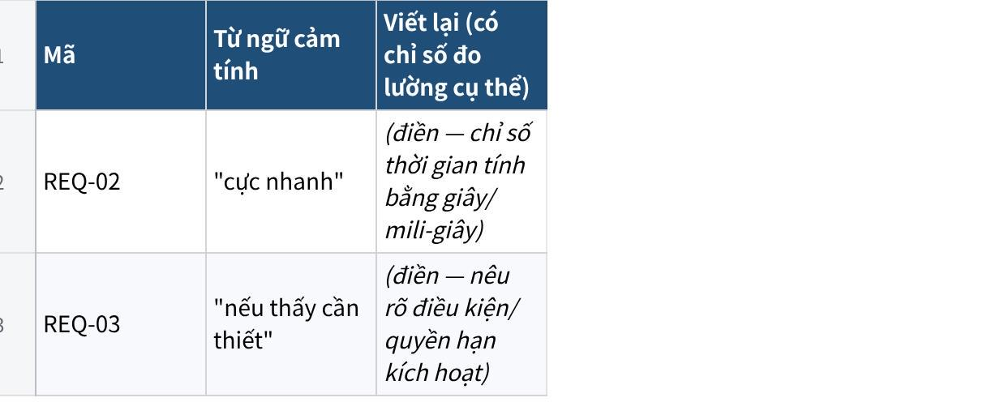 1
Mã
Từ ngữ cảm
tính
Viết lại (có
chỉ số đo
lường cụ thể)
2
REQ-02
"cực nhanh"
(điền — chỉ số
thời gian tính
bằng giây/
mili-giây)
3
REQ-03
"nếu thấy cần
thiết"
(điền — nêu
rõ điều kiện/
quyền hạn
kích hoạt)